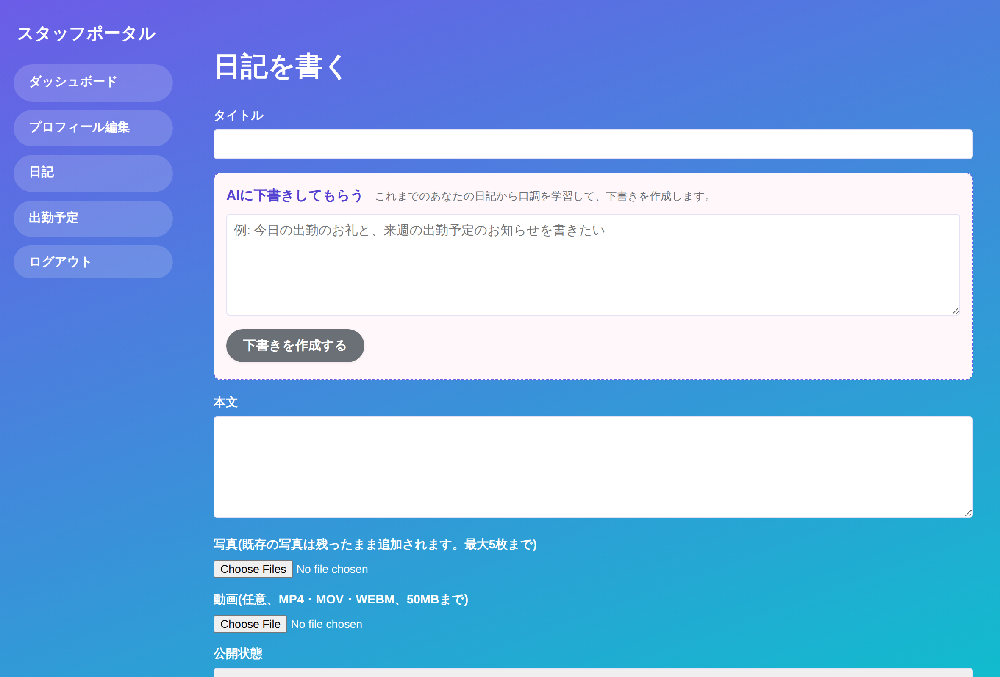 スタッフポータル
ダッシュボード
プロフィール編集
日記
出勤予定
ログアウト
日記を書く
タイトル
AIに下書きしてもらう これまでのあなたの日記から口調を学習して、下書きを作成します。
例: 今日の出勤のお礼と、来週の出勤予定のお知らせを書きたい
下書きを作成する
本文
写真(既存の写真は残ったまま追加されます。最大5枚まで)
Choose Files No file chosen
動画(任意、MP4・MOV・WEBM、50MBまで)
Choose File No file chosen
公開状態